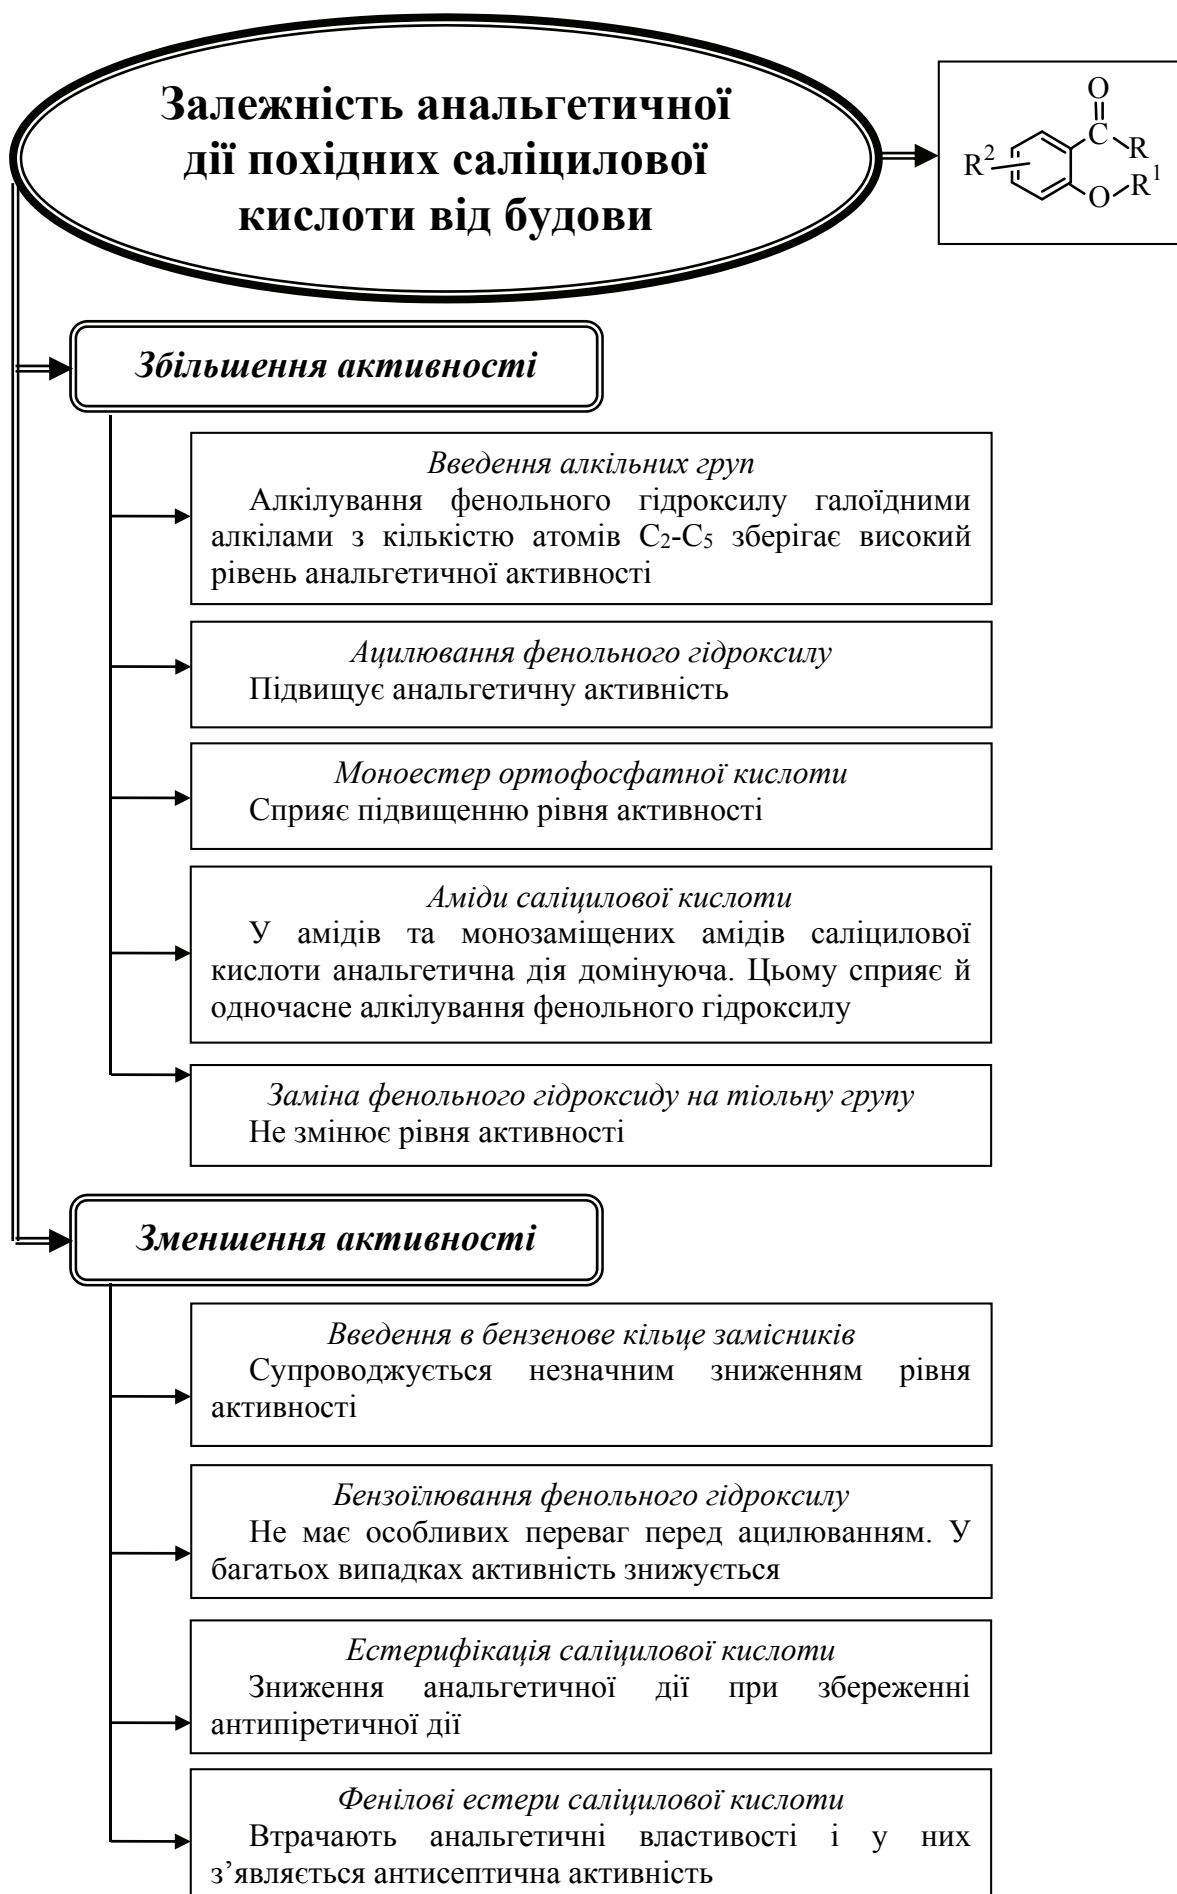 Залежність анальгетичної
дії похідних саліцилової
кислоти від будови
O
C
R
R²
O
R¹
Збільшення активності
Введення алкільних груп
Алкілування фенольного гідроксилу галоїдними
алкілами з кількістю атомів C₂-C₅ зберігає високий
рівень анальгетичної активності
Ацилювання фенольного гідроксилу
Підвищує анальгетичну активність
Моноестер ортофосфатної кислоти
Сприяє підвищенню рівня активності
Аміди саліцилової кислоти
У амідів та монозаміщених амідів саліцилової
кислоти анальгетична дія домінуюча. Цьому сприяє й
одночасне алкілування фенольного гідроксилу
Заміна фенольного гідроксиду на тіольну групу
Не змінює рівня активності
Зменшення активності
Введення в бензенове кільце замісників
Супроводжується незначним зниженням рівня
активності
Бензоїлювання фенольного гідроксилу
Не має особливих переваг перед ацилюванням. У
багатьох випадках активність знижується
Естерифікація саліцилової кислоти
Зниження анальгетичної дії при збереженні
антипіретичної дії
Фенілові естери саліцилової кислоти
Втрачають анальгетичні властивості і у них
з’являється антисептична активність